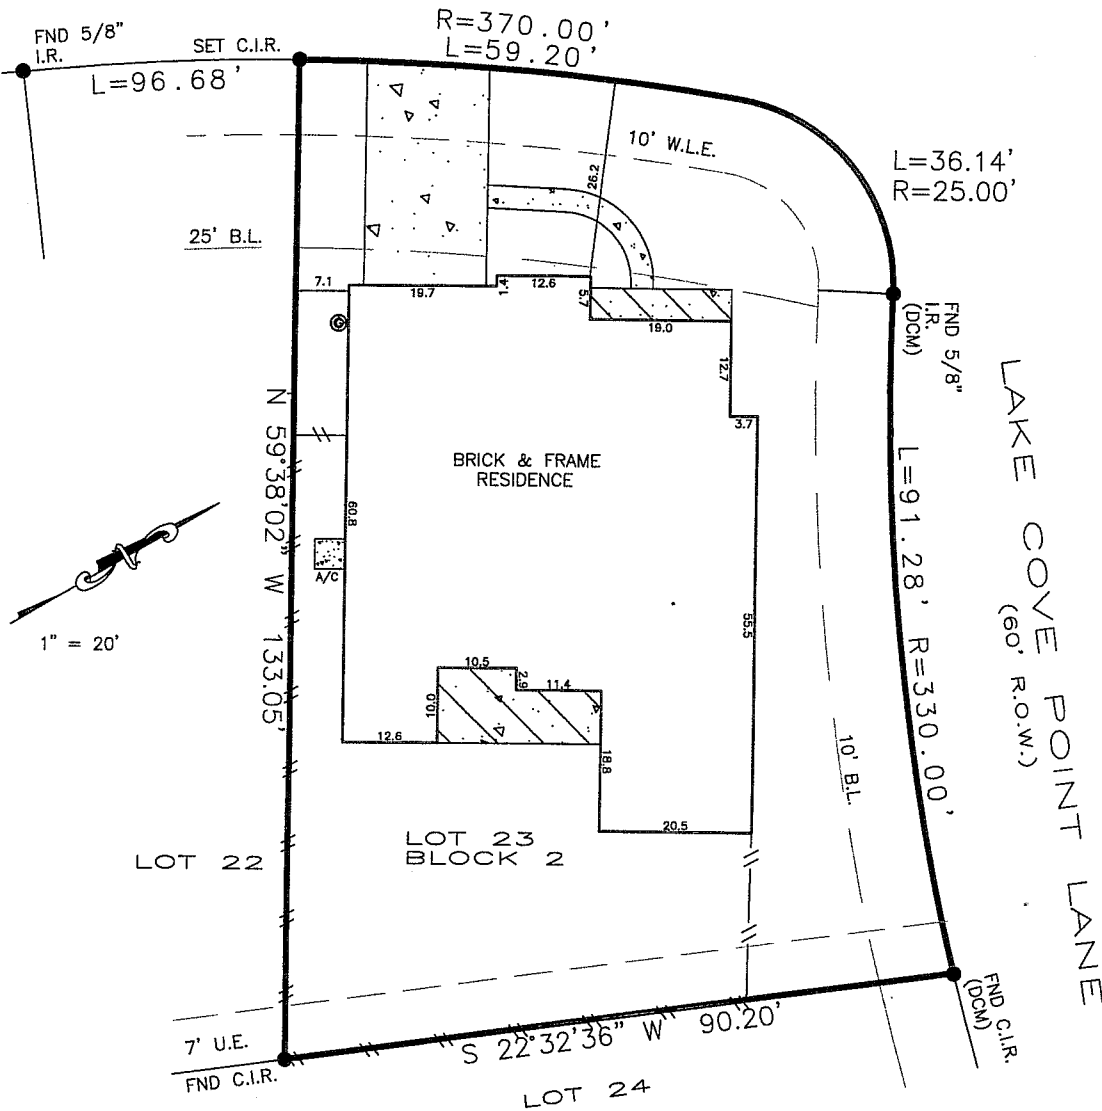 FND 5/8"
I.R.
SET C.I.R.
R=370.00'
L=59.20'
L=96.68'
10' W.L.E.
L=36.14'
R=25.00'
26.2
25' B.L.
7.1
19.7
1.4
12.6
5.7
19.0
12.7
3.7
FND 5/8"
I.R.
(DCM)
N 59°38'02" W 133.05'
BRICK & FRAME
RESIDENCE
60.8
A/C
N
1" = 20'
L=91.28' R=330.00'
LAKE COVE POINT LANE
(60' R.O.W.)
55.5
10.5
2.9
11.4
10.0
12.6
18.8
20.5
10' B.L.
LOT 22
LOT 23
BLOCK 2
7' U.E.
FND C.I.R.
S 22°32'36" W 90.20'
FND C.I.R.
(DCM)
LOT 24